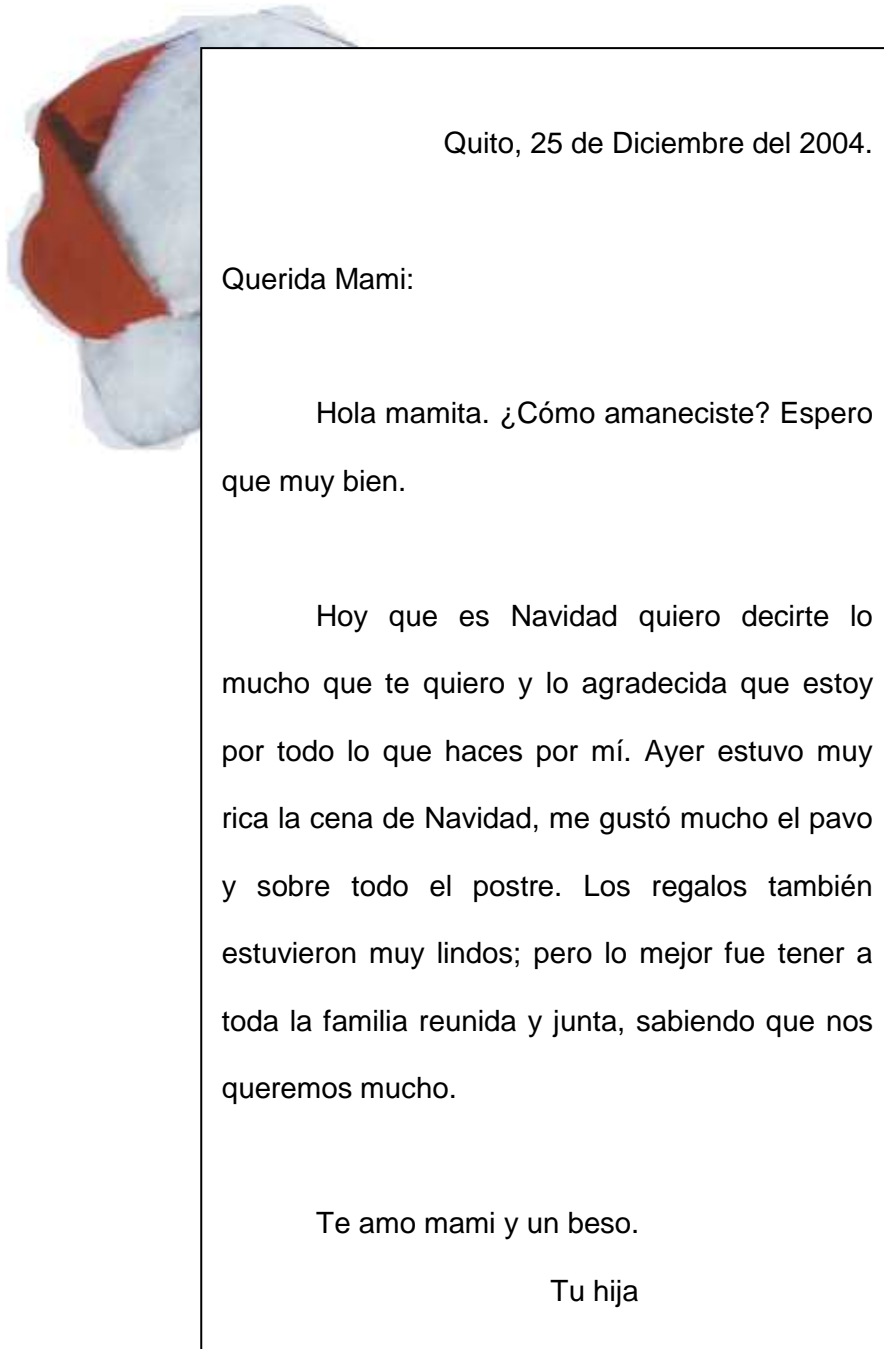 Quito, 25 de Diciembre del 2004.
Querida Mami:
Hola mamita. ¿Cómo amaneciste? Espero
que muy bien.
Hoy que es Navidad quiero decirte lo
mucho que te quiero y lo agradecida que estoy
por todo lo que haces por mí. Ayer estuvo muy
rica la cena de Navidad, me gustó mucho el pavo
y sobre todo el postre. Los regalos también
estuvieron muy lindos; pero lo mejor fue tener a
toda la familia reunida y junta, sabiendo que nos
queremos mucho.
Te amo mami y un beso.
Tu hija